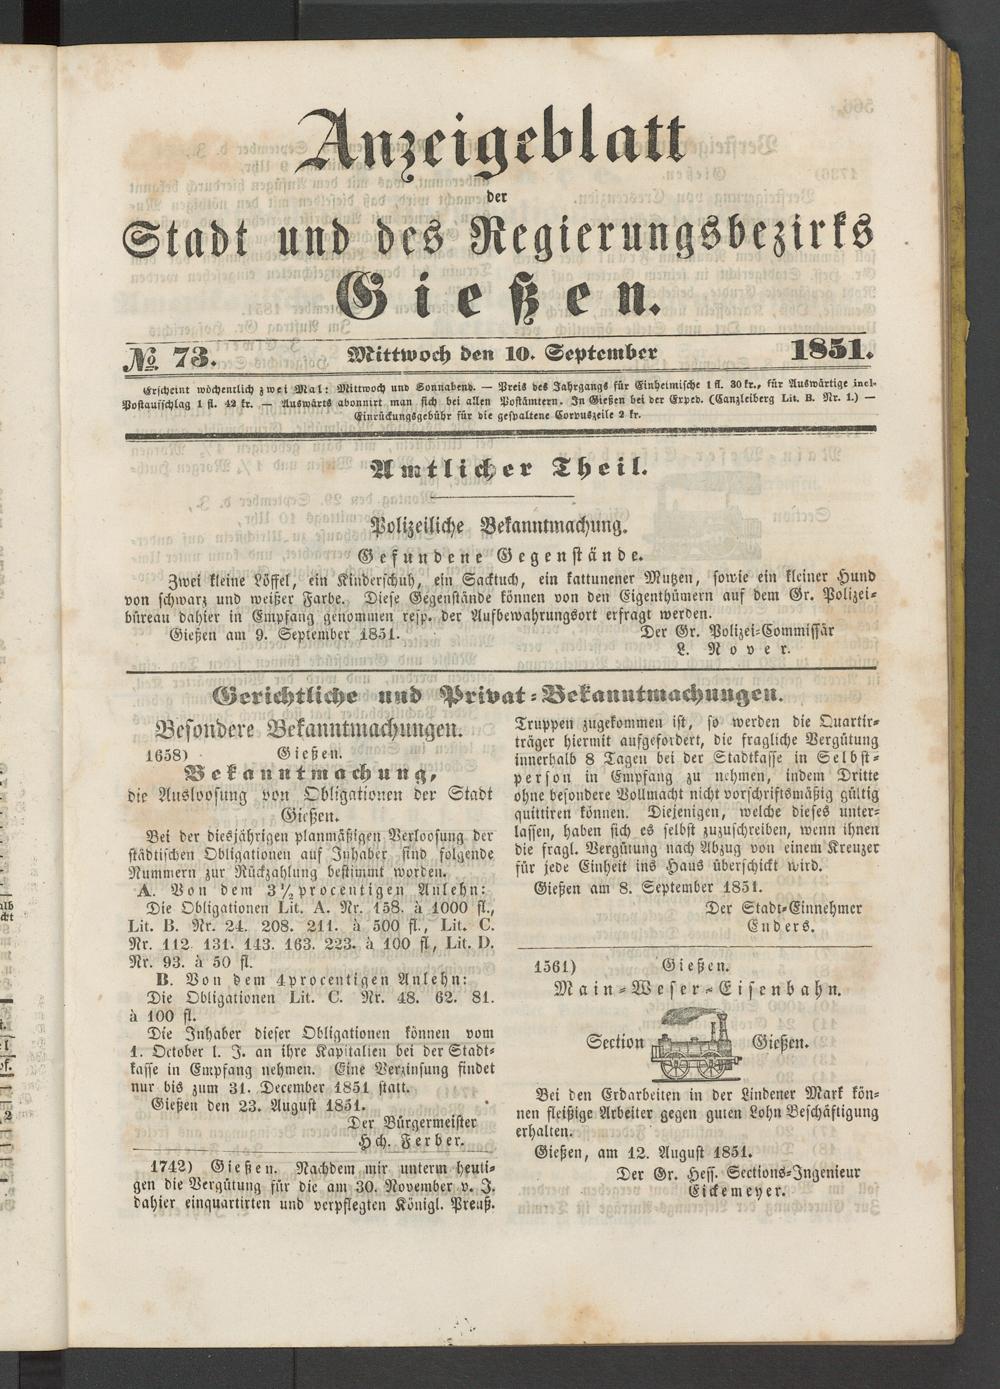 Anzeigeblatt
der
Stadt und des Regierungsbezirks
Gießen.
No. 73. Mittwoch den 10. September 1851.
Erscheint wöchentlich zwei Mal: Mittwoch und Sonnabend. — Preis des Jahrgangs für Einheimische 1 fl. 30 kr., für Auswärtige incl.
Postaufschlag 1 fl. 42 kr. — Auswärts abonnirt man sich bei allen Postämtern. In Gießen bei der Exped. (Canzleiberg Lit. B. Nr. 1.) —
Einrückungsgebühr für die gespaltene Corpuszeile 2 kr.
Amtlicher Theil.
Polizeiliche Bekanntmachung.
Gefundene Gegenstände.
Zwei kleine Löffel, ein Kinderschuh, ein Sacktuch, ein kattunener Mutzen, sowie ein kleiner Hund
von schwarz und weißer Farbe. Diese Gegenstände können von den Eigenthümern auf dem Gr. Polizei-
büreau dahier in Empfang genommen resp. der Aufbewahrungsort erfragt werden.
Gießen am 9. September 1851. Der Gr. Polizei-Commissär
L. Nover.
Gerichtliche und Privat-Bekanntmachungen.
Besondere Bekanntmachungen.
1658) Gießen.
Bekanntmachung,
die Ausloosung von Obligationen der Stadt
Gießen.
Bei der diesjährigen planmäßigen Verloosung der
städtischen Obligationen auf Inhaber sind folgende
Nummern zur Rückzahlung bestimmt worden.
A. Von dem 3½procentigen Anlehn:
Die Obligationen Lit. A. Nr. 158. à 1000 fl.,
Lit. B. Nr. 24. 208. 211. à 500 fl., Lit. C.
Nr. 112. 131. 143. 163. 223. à 100 fl., Lit. D.
Nr. 93. à 50 fl.
B. Von dem 4procentigen Anlehn:
Die Obligationen Lit. C. Nr. 48. 62. 81.
à 100 fl.
Die Inhaber dieser Obligationen können vom
1. October l. J. an ihre Kapitalien bei der Stadt-
kasse in Empfang nehmen. Eine Verzinsung findet
nur bis zum 31. December 1851 statt.
Gießen den 23. August 1851.
Der Bürgermeister
Hch. Ferber.
1742) Gießen. Nachdem mir unterm heuti-
gen die Vergütung für die am 30. November v. J.
dahier einquartirten und verpflegten Königl. Preuß.
Truppen zugekommen ist, so werden die Quartir-
träger hiermit aufgefordert, die fragliche Vergütung
innerhalb 8 Tagen bei der Stadtkasse in Selbst-
person in Empfang zu nehmen, indem Dritte
ohne besondere Vollmacht nicht vorschriftsmäßig gültig
quittiren können. Diejenigen, welche dieses unter-
lassen, haben sich es selbst zuzuschreiben, wenn ihnen
die fragl. Vergütung nach Abzug von einem Kreuzer
für jede Einheit ins Haus überschickt wird.
Gießen am 8. September 1851.
Der Stadt-Einnehmer
Enders.
1561) Gießen.
Main-Weser-Eisenbahn.
Section Gießen.
Bei den Erdarbeiten in der Lindener Mark kön-
nen fleißige Arbeiter gegen guten Lohn Beschäftigung
erhalten.
Gießen, am 12. August 1851.
Der Gr. Hess. Sections-Ingenieur
Eickemeyer.